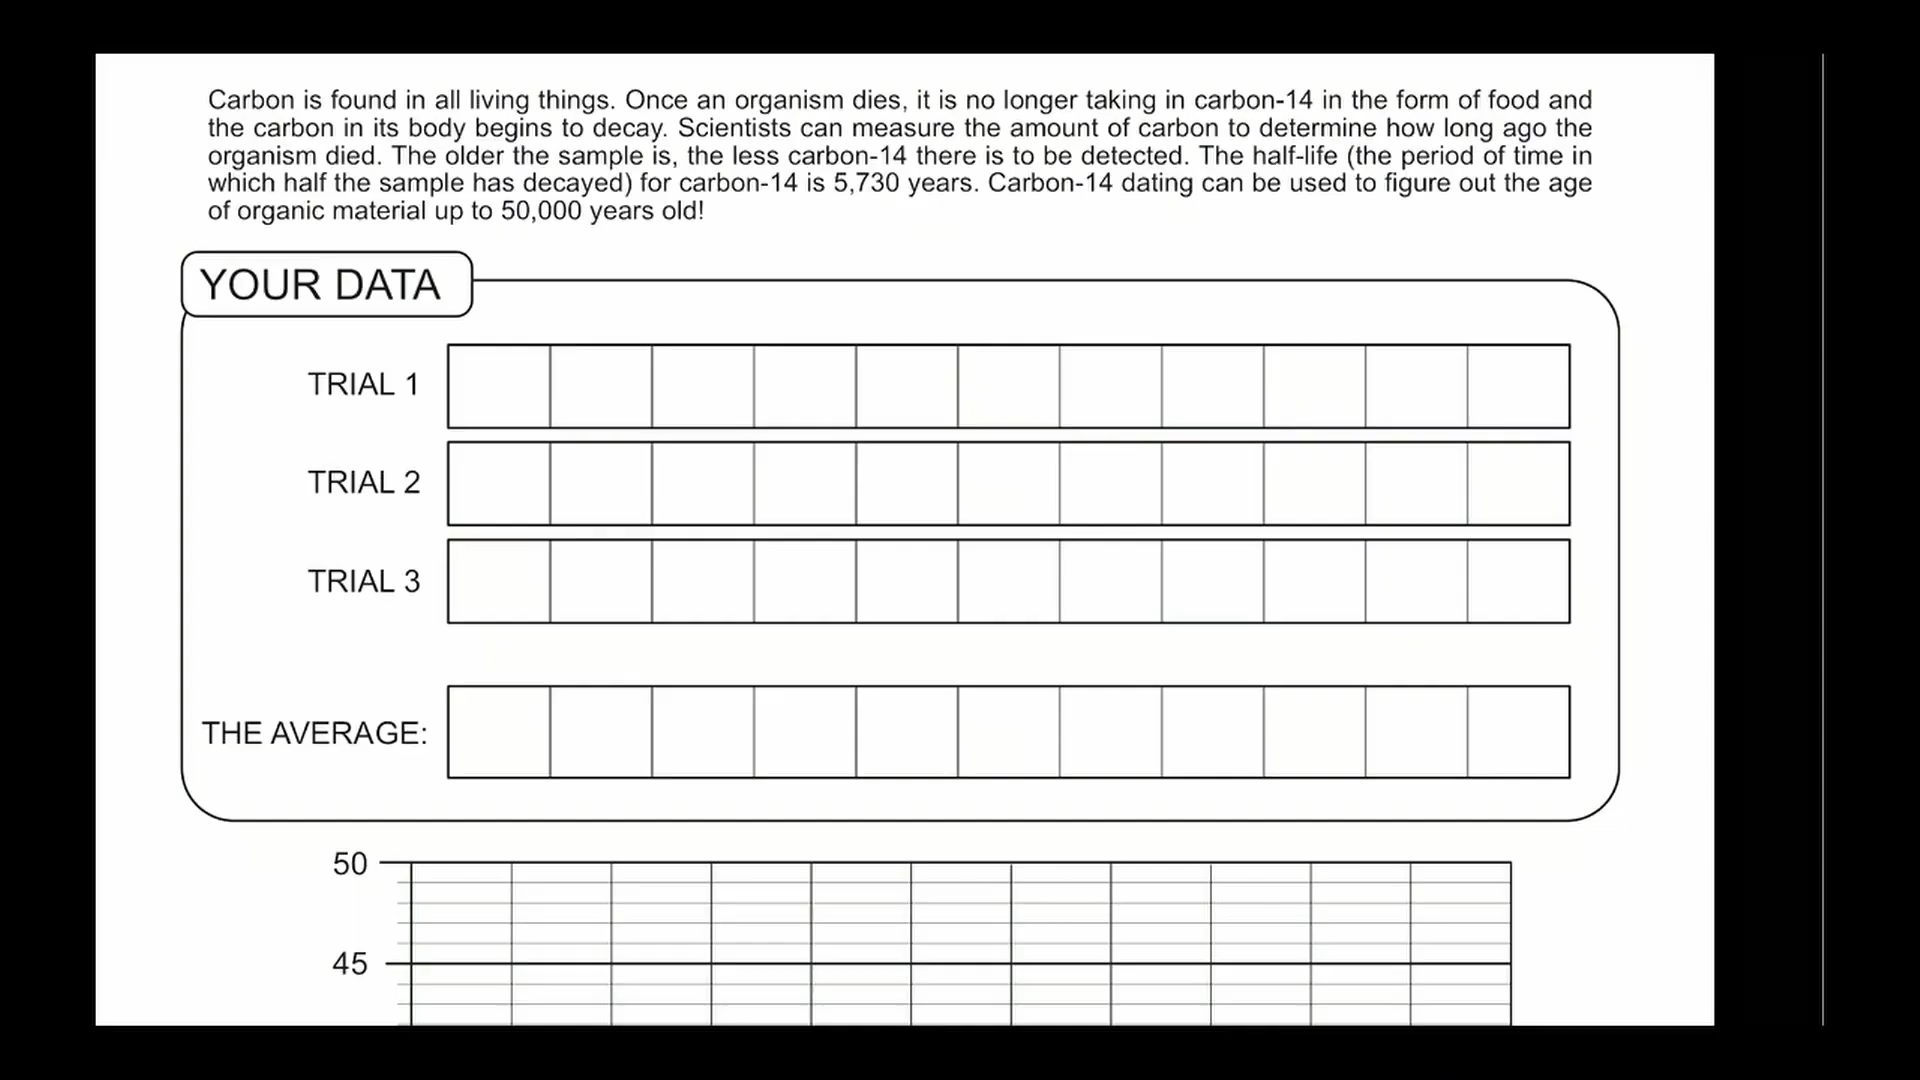 Carbon is found in all living things. Once an organism dies, it is no longer taking in carbon-14 in the form of food and
the carbon in its body begins to decay. Scientists can measure the amount of carbon to determine how long ago the
organism died. The older the sample is, the less carbon-14 there is to be detected. The half-life (the period of time in
which half the sample has decayed) for carbon-14 is 5,730 years. Carbon-14 dating can be used to figure out the age
of organic material up to 50,000 years old!
YOUR DATA
TRIAL 1
TRIAL 2
TRIAL 3
THE AVERAGE:
50
45